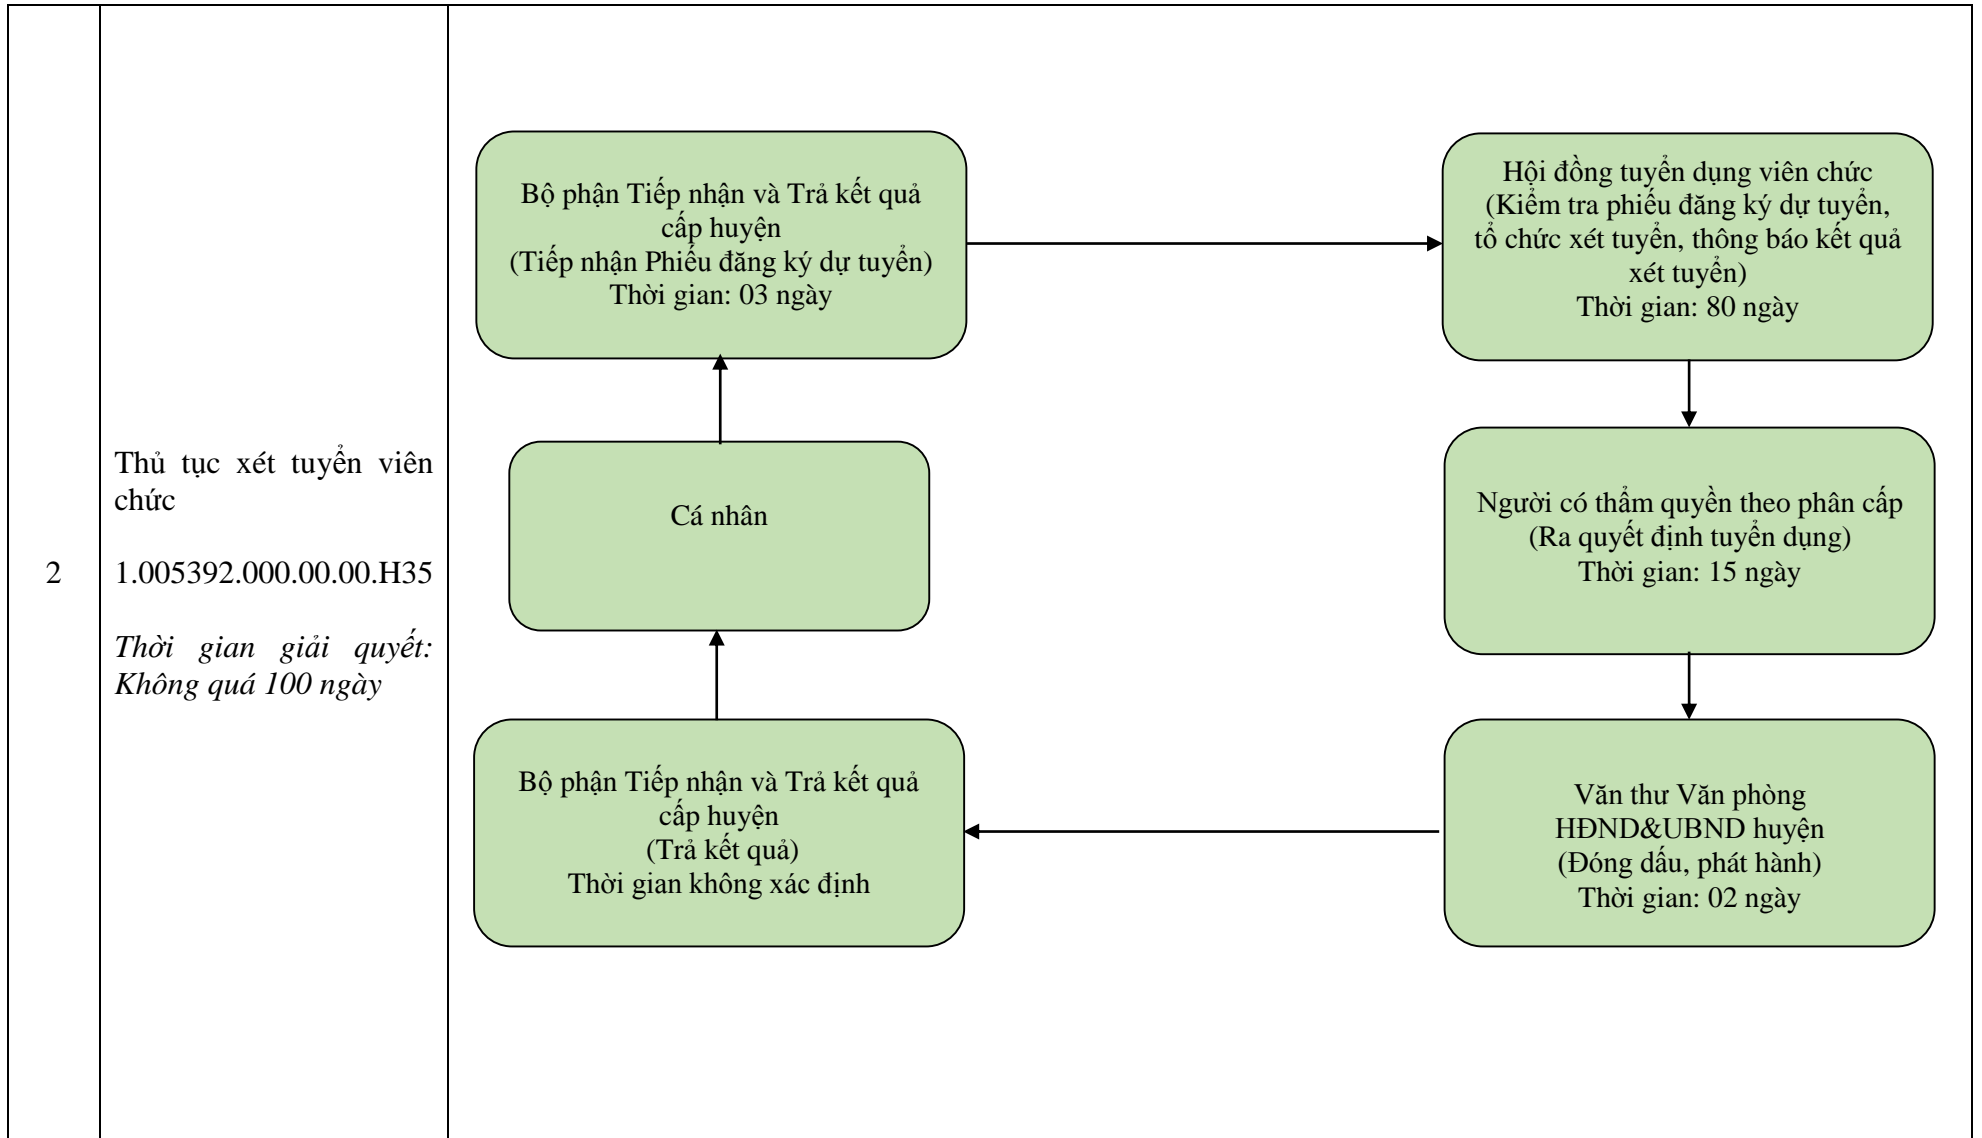 2
Thủ tục xét tuyển viên
chức
1.005392.000.00.00.H35
Thời gian giải quyết:
Không quá 100 ngày
Bộ phận Tiếp nhận và Trả kết quả
cấp huyện
(Tiếp nhận Phiếu đăng ký dự tuyển)
Thời gian: 03 ngày
Hội đồng tuyển dụng viên chức
(Kiểm tra phiếu đăng ký dự tuyển,
tổ chức xét tuyển, thông báo kết quả
xét tuyển)
Thời gian: 80 ngày
Cá nhân
Người có thẩm quyền theo phân cấp
(Ra quyết định tuyển dụng)
Thời gian: 15 ngày
Bộ phận Tiếp nhận và Trả kết quả
cấp huyện
(Trả kết quả)
Thời gian không xác định
Văn thư Văn phòng
HĐND&UBND huyện
(Đóng dấu, phát hành)
Thời gian: 02 ngày